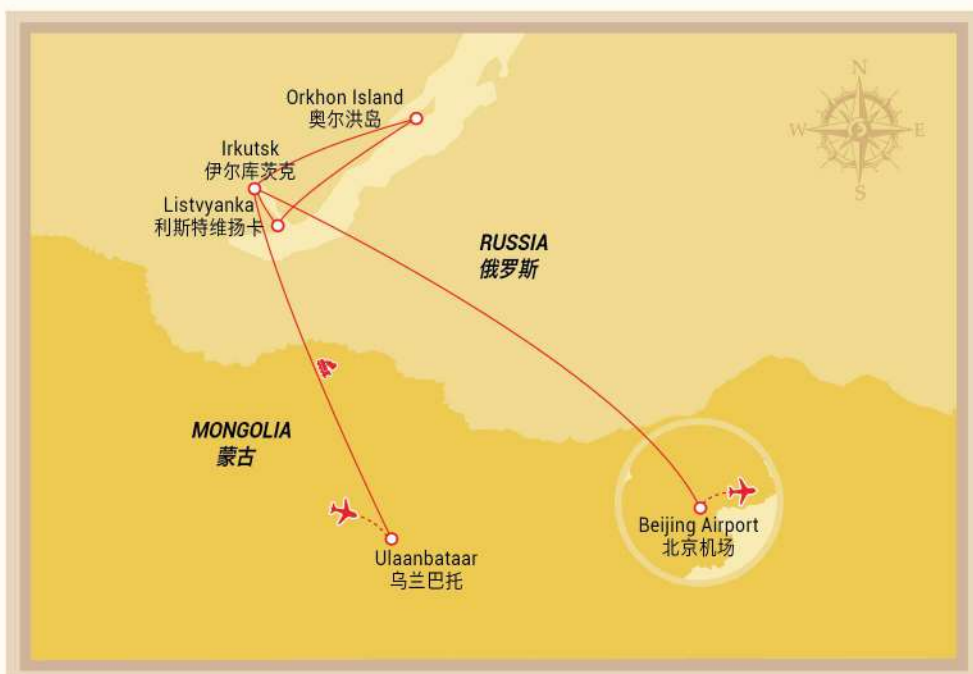 N
W
E
S
Orkhon Island
奥尔洪岛
Irkutsk
伊尔库茨克
Listvyanka
利斯特维扬卡
RUSSIA
俄罗斯
MONGOLIA
蒙古
Ulaanbataar
乌兰巴托
Beijing Airport
北京机场